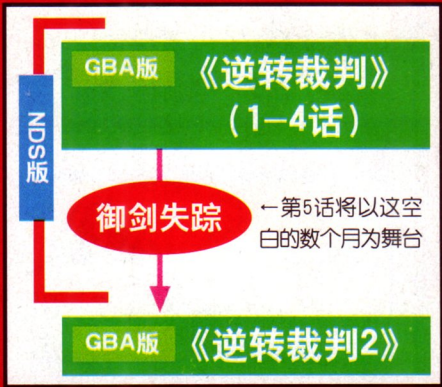 GBA版 《逆转裁判》
(1—4话)
NDS版
御剑失踪
←第5话将以这空
白的数个月为舞台
GBA版 《逆转裁判2》